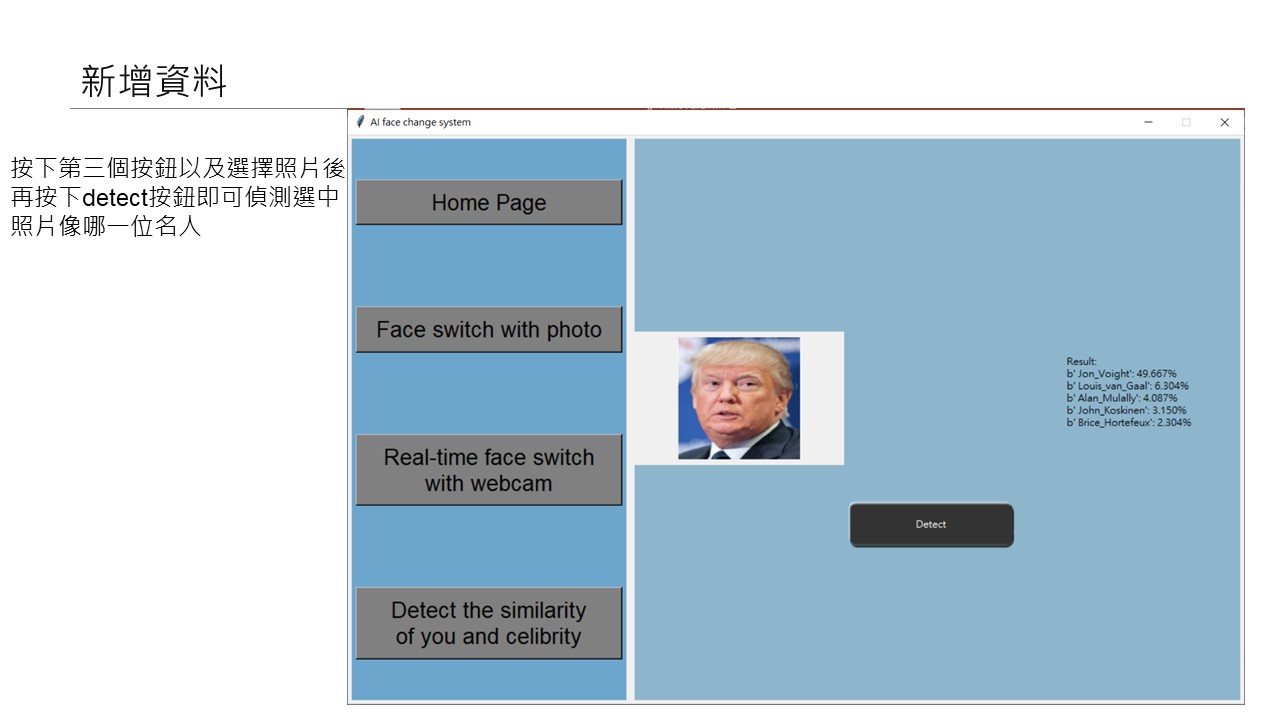 新增資料
按下第三個按鈕以及選擇照片後
再按下detect按鈕即可偵測選中
照片像哪一位名人
AI face change system
Home Page
Face switch with photo
Real-time face switch
with webcam
Detect the similarity
of you and celibrity
Result:
b' Jon_Voight': 49.667%
b' Louis_van_Gaal': 6.304%
b' Alan_Mulally': 4.087%
b' John_Koskinen': 3.150%
b' Brice_Hortefeux': 2.304%
Detect